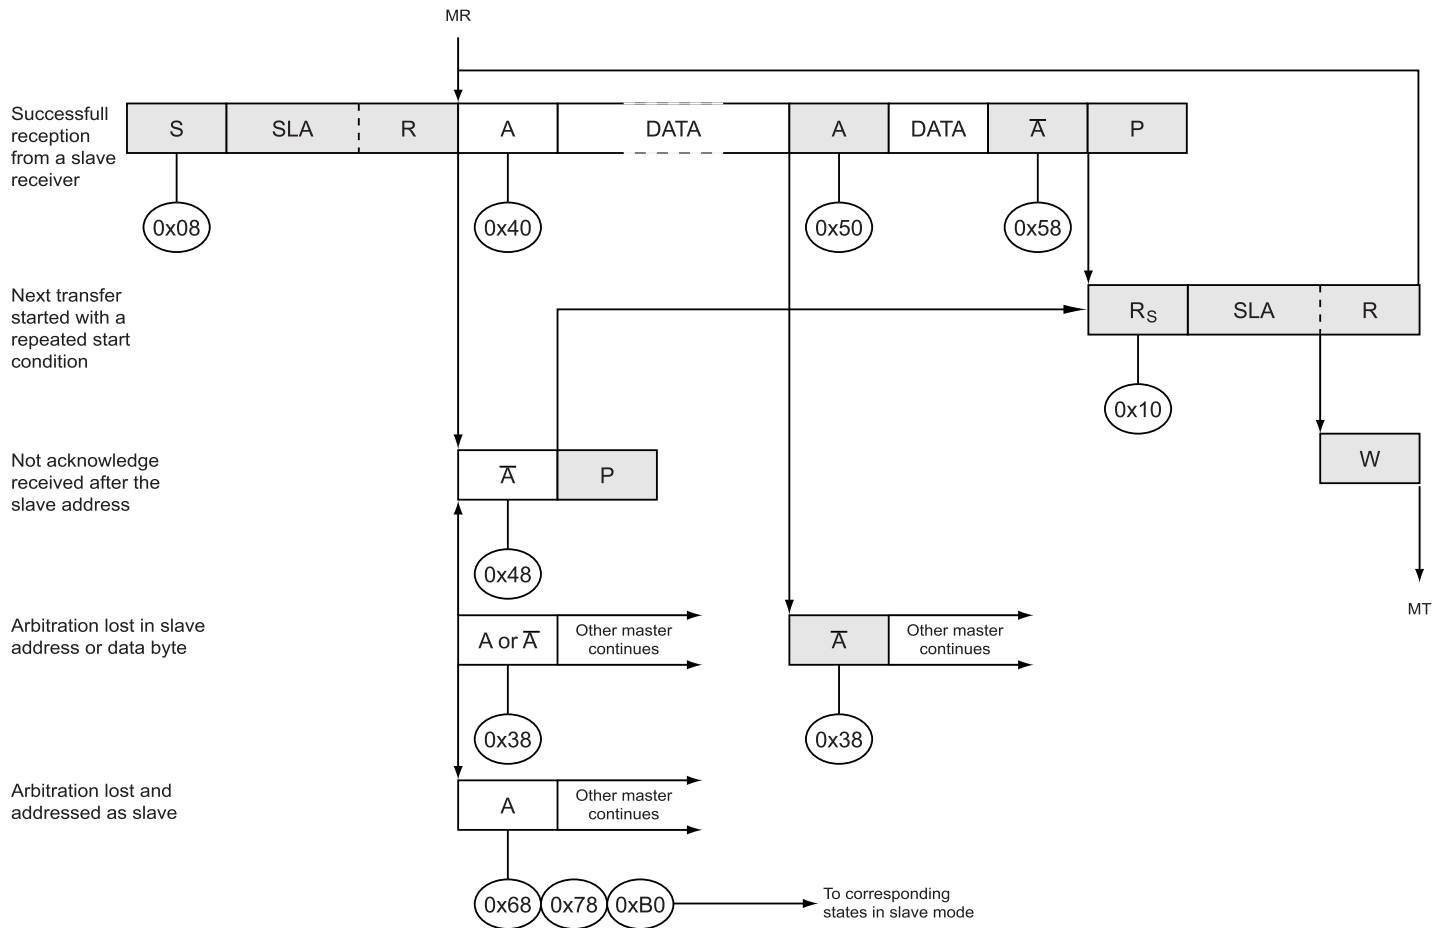 MR
Successfull
reception
from a slave
receiver
S SLA R A DATA A DATA A̅ P
0x08 0x40 0x50 0x58
Next transfer
started with a
repeated start
condition
RS SLA R
0x10
Not acknowledge
received after the
slave address
A̅ P
W
0x48
MT
Arbitration lost in slave
address or data byte
A or A̅ Other master
continues
A̅ Other master
continues
0x38 0x38
Arbitration lost and
addressed as slave
A Other master
continues
0x68 0x78 0xB0
To corresponding
states in slave mode